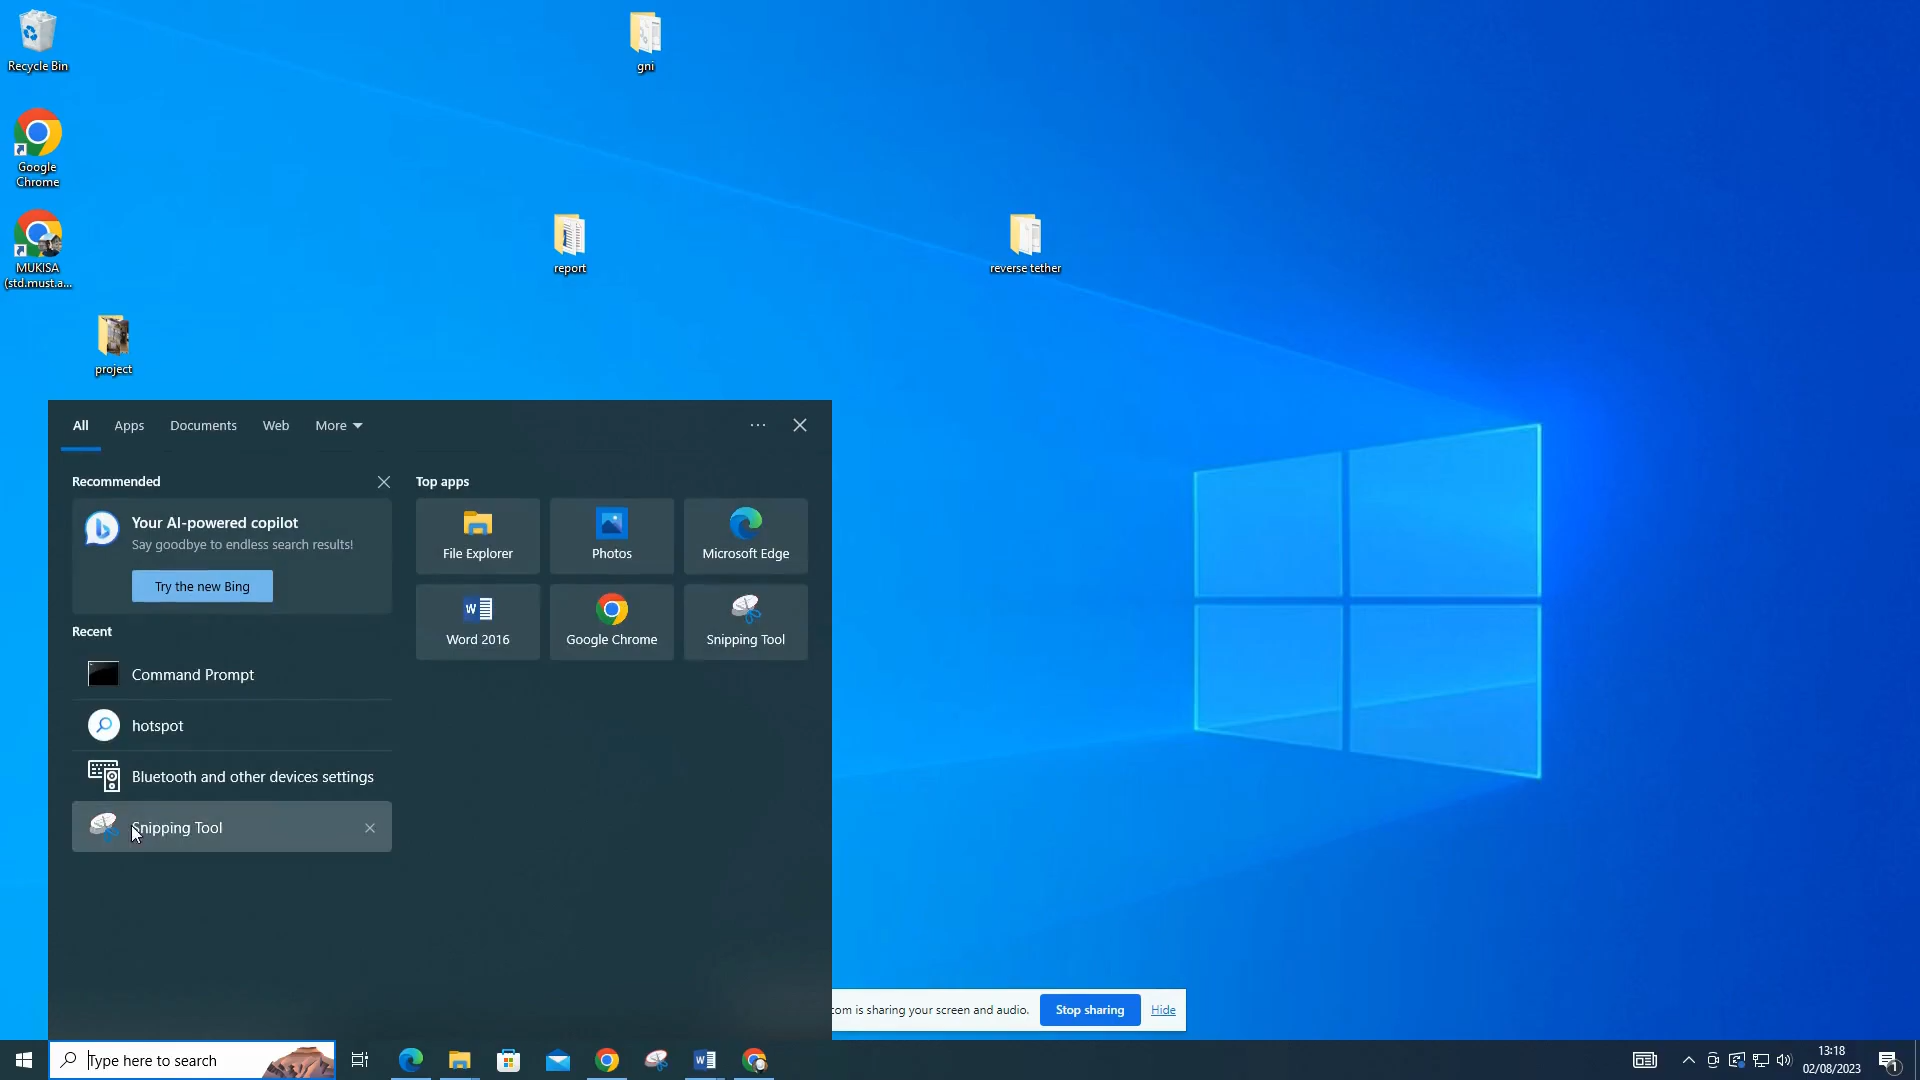 Recycle Bin
gni
Google
Chrome
MUKISA
(std.must.a...
report
reverse tether
project
All
Apps
Documents
Web
More
Recommended
Your AI-powered copilot
Say goodbye to endless search results!
Try the new Bing
Recent
Command Prompt
hotspot
Bluetooth and other devices settings
Snipping Tool
Top apps
File Explorer
Photos
Microsoft Edge
Word 2016
Google Chrome
Snipping Tool
com is sharing your screen and audio.
Stop sharing
Hide
Type here to search
13:18
02/08/2023
1